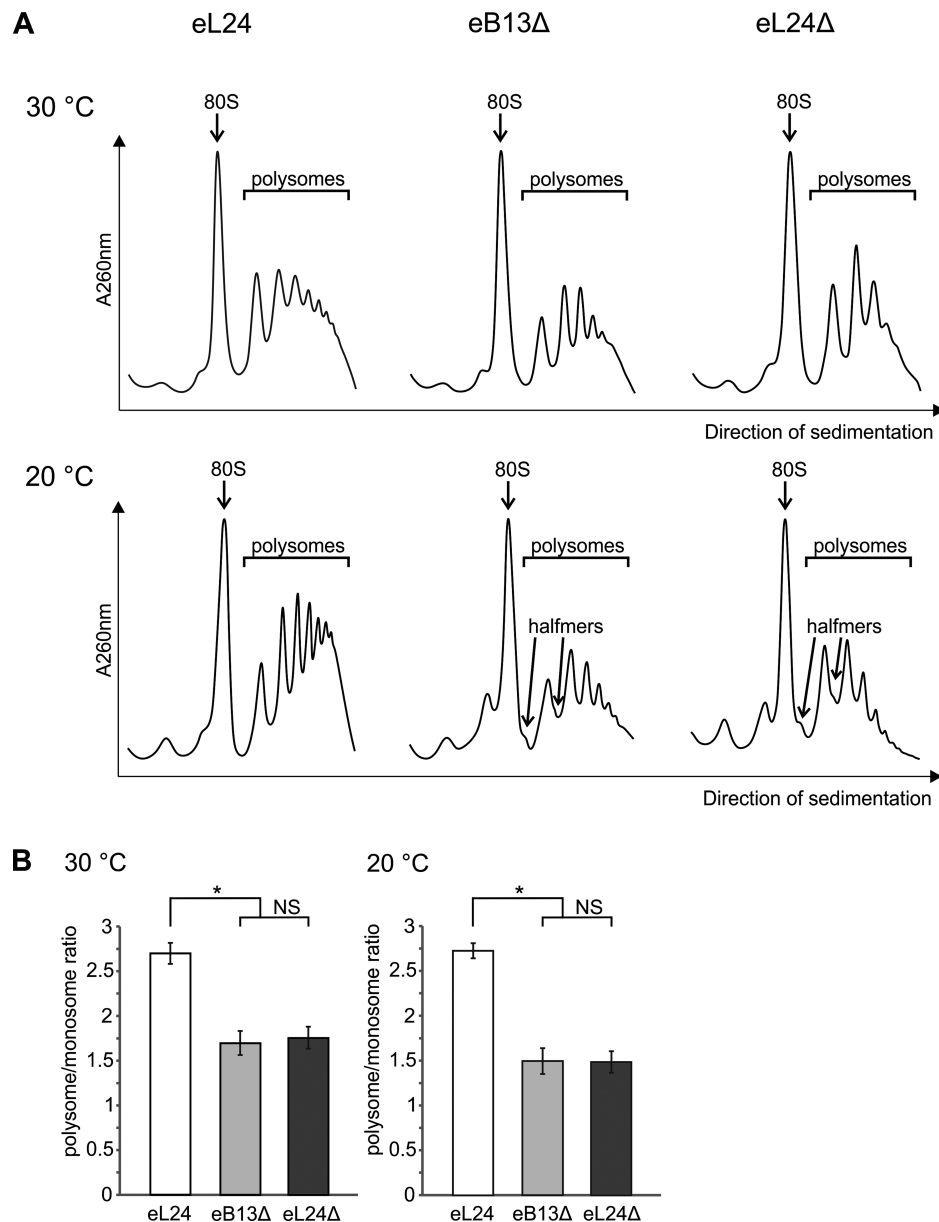 A
eL24 eB13Δ eL24Δ
30 °C
80S 80S 80S
polysomes polysomes polysomes
A260nm
Direction of sedimentation
20 °C
80S 80S 80S
polysomes polysomes polysomes
halfmers halfmers
A260nm
Direction of sedimentation
B
30 °C 20 °C
* *
NS NS
polysome/monosome ratio
3
2.5
2
1.5
1
0.5
0
eL24 eB13Δ eL24Δ
polysome/monosome ratio
3
2.5
2
1.5
1
0.5
0
eL24 eB13Δ eL24Δ